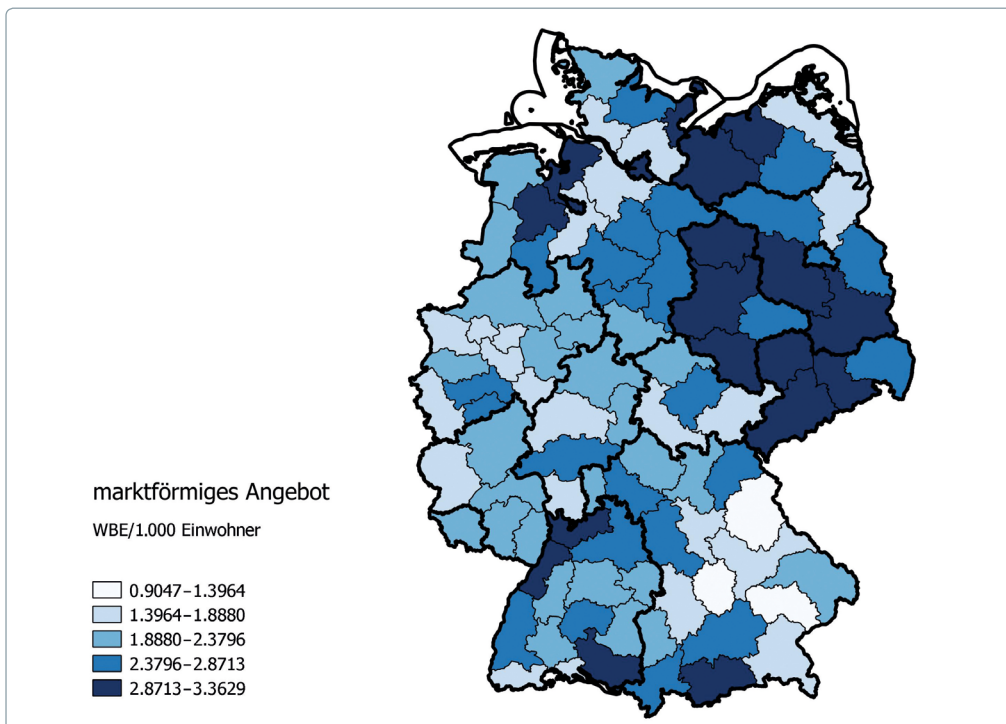 marktförmiges Angebot
WBE/1.000 Einwohner
0.9047–1.3964
1.3964–1.8880
1.8880–2.3796
2.3796–2.8713
2.8713–3.3629